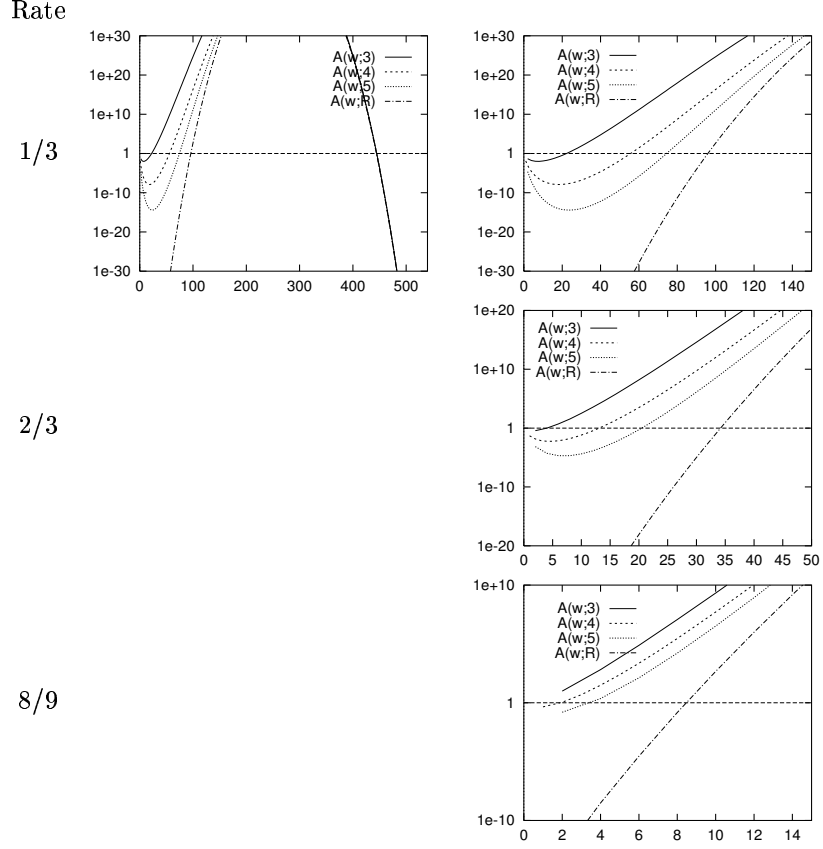 Rate
1/3
1e+30
1e+20
1e+10
1
1e-10
1e-20
1e-30
0 100 200 300 400 500
A(w;3)
A(w;4)
A(w;5)
A(w;R)
1e+30
1e+20
1e+10
1
1e-10
1e-20
1e-30
0 20 40 60 80 100 120 140
A(w;3)
A(w;4)
A(w;5)
A(w;R)
2/3
1e+20
1e+10
1
1e-10
1e-20
0 5 10 15 20 25 30 35 40 45 50
A(w;3)
A(w;4)
A(w;5)
A(w;R)
8/9
1e+10
1
1e-10
0 2 4 6 8 10 12 14
A(w;3)
A(w;4)
A(w;5)
A(w;R)